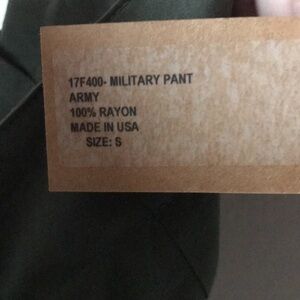 17F400- MILITARY PANT
ARMY
100% RAYON
MADE IN USA
SIZE: S